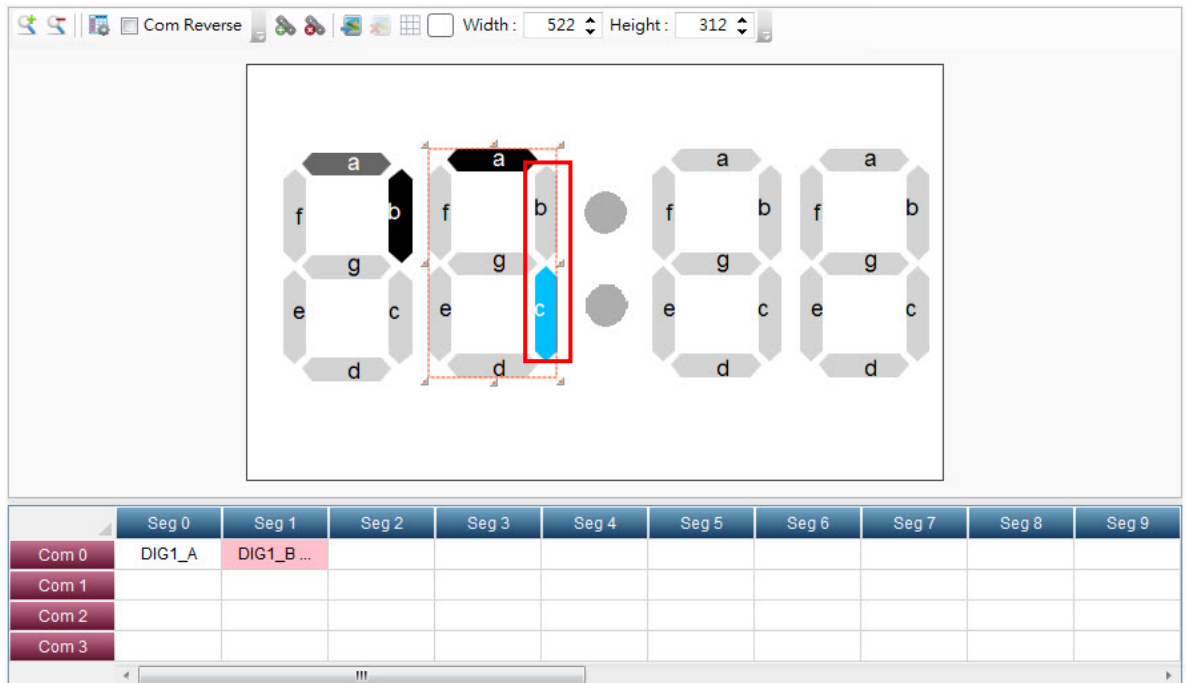 Com Reverse Width : 522 Height : 312
a a a a
f b f b f b f b
g g g g
e c e c e c e c
d d d d
Seg 0 Seg 1 Seg 2 Seg 3 Seg 4 Seg 5 Seg 6 Seg 7 Seg 8 Seg 9
Com 0 DIG1_A DIG1_B ...
Com 1
Com 2
Com 3